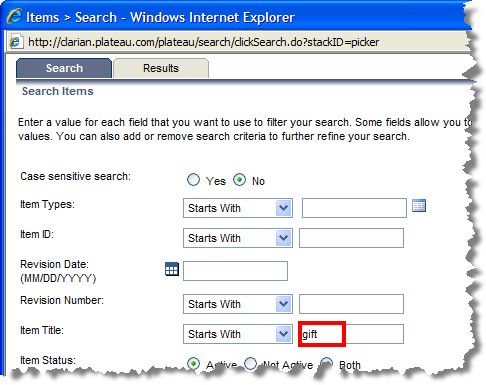 Items > Search - Windows Internet Explorer
http://clarian.plateau.com/plateau/search/clickSearch.do?stackID=picker
Search Results
Search Items
Enter a value for each field that you want to use to filter your search. Some fields allow you to
values. You can also add or remove search criteria to further refine your search.
Case sensitive search: Yes No
Item Types: Starts With
Item ID: Starts With
Revision Date:
(MM/DD/YYYY)
Revision Number: Starts With
Item Title: Starts With gift
Item Status: Active Not Active Both